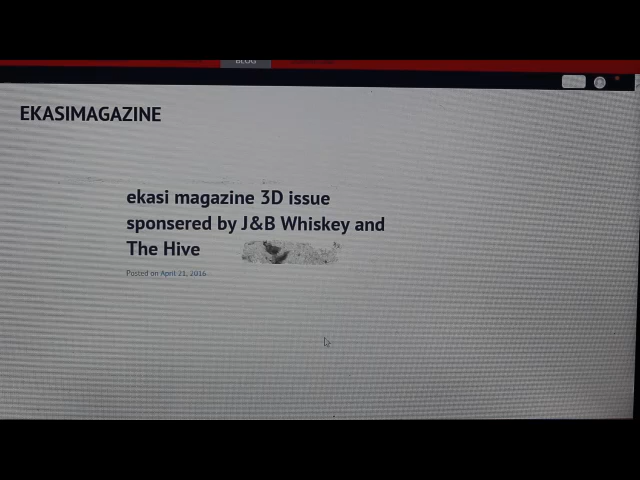 BLOG
EKASIMAGAZINE
ekasi magazine 3D issue
sponsered by J&B Whiskey and
The Hive
Posted on April 21, 2016